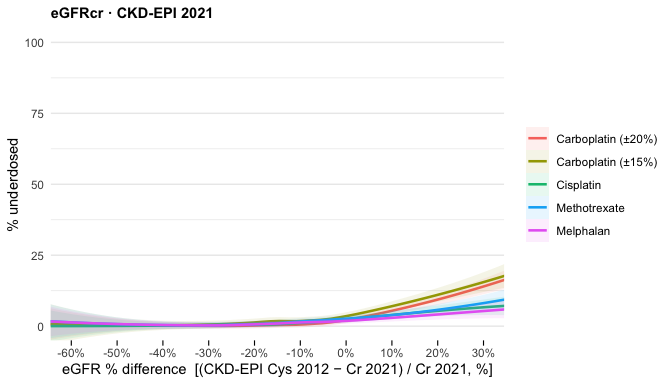 eGFRcr · CKD-EPI 2021
% underdosed
100
75
50
25
0
-60%
-50%
-40%
-30%
-20%
-10%
0%
10%
20%
30%
eGFR % difference [(CKD-EPI Cys 2012 − Cr 2021) / Cr 2021, %]
Carboplatin (±20%)
Carboplatin (±15%)
Cisplatin
Methotrexate
Melphalan